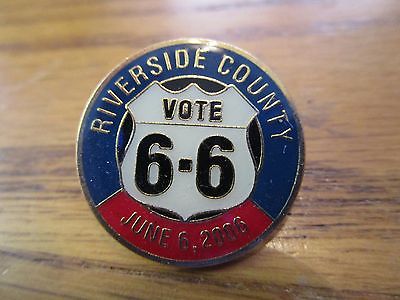 RIVERSIDE COUNTY
VOTE
6-6
JUNE 6, 2006